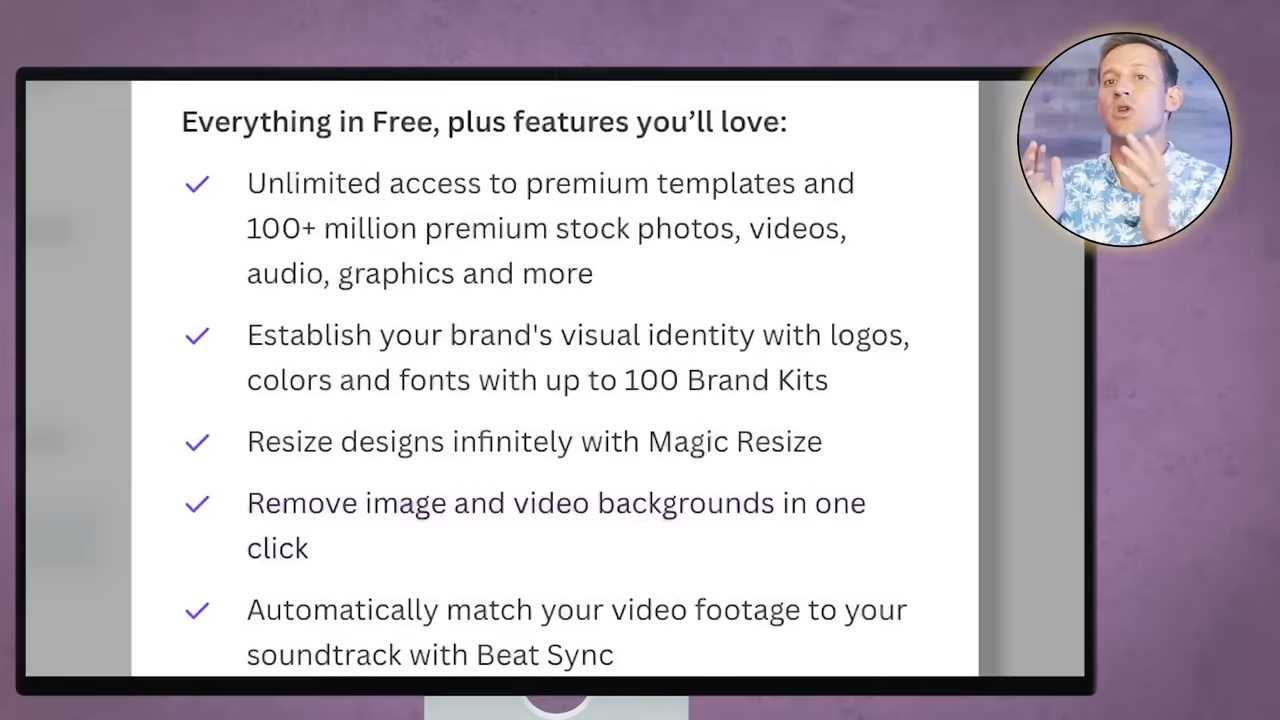 Everything in Free, plus features you’ll love:
Unlimited access to premium templates and
100+ million premium stock photos, videos,
audio, graphics and more
Establish your brand's visual identity with logos,
colors and fonts with up to 100 Brand Kits
Resize designs infinitely with Magic Resize
Remove image and video backgrounds in one
click
Automatically match your video footage to your
soundtrack with Beat Sync